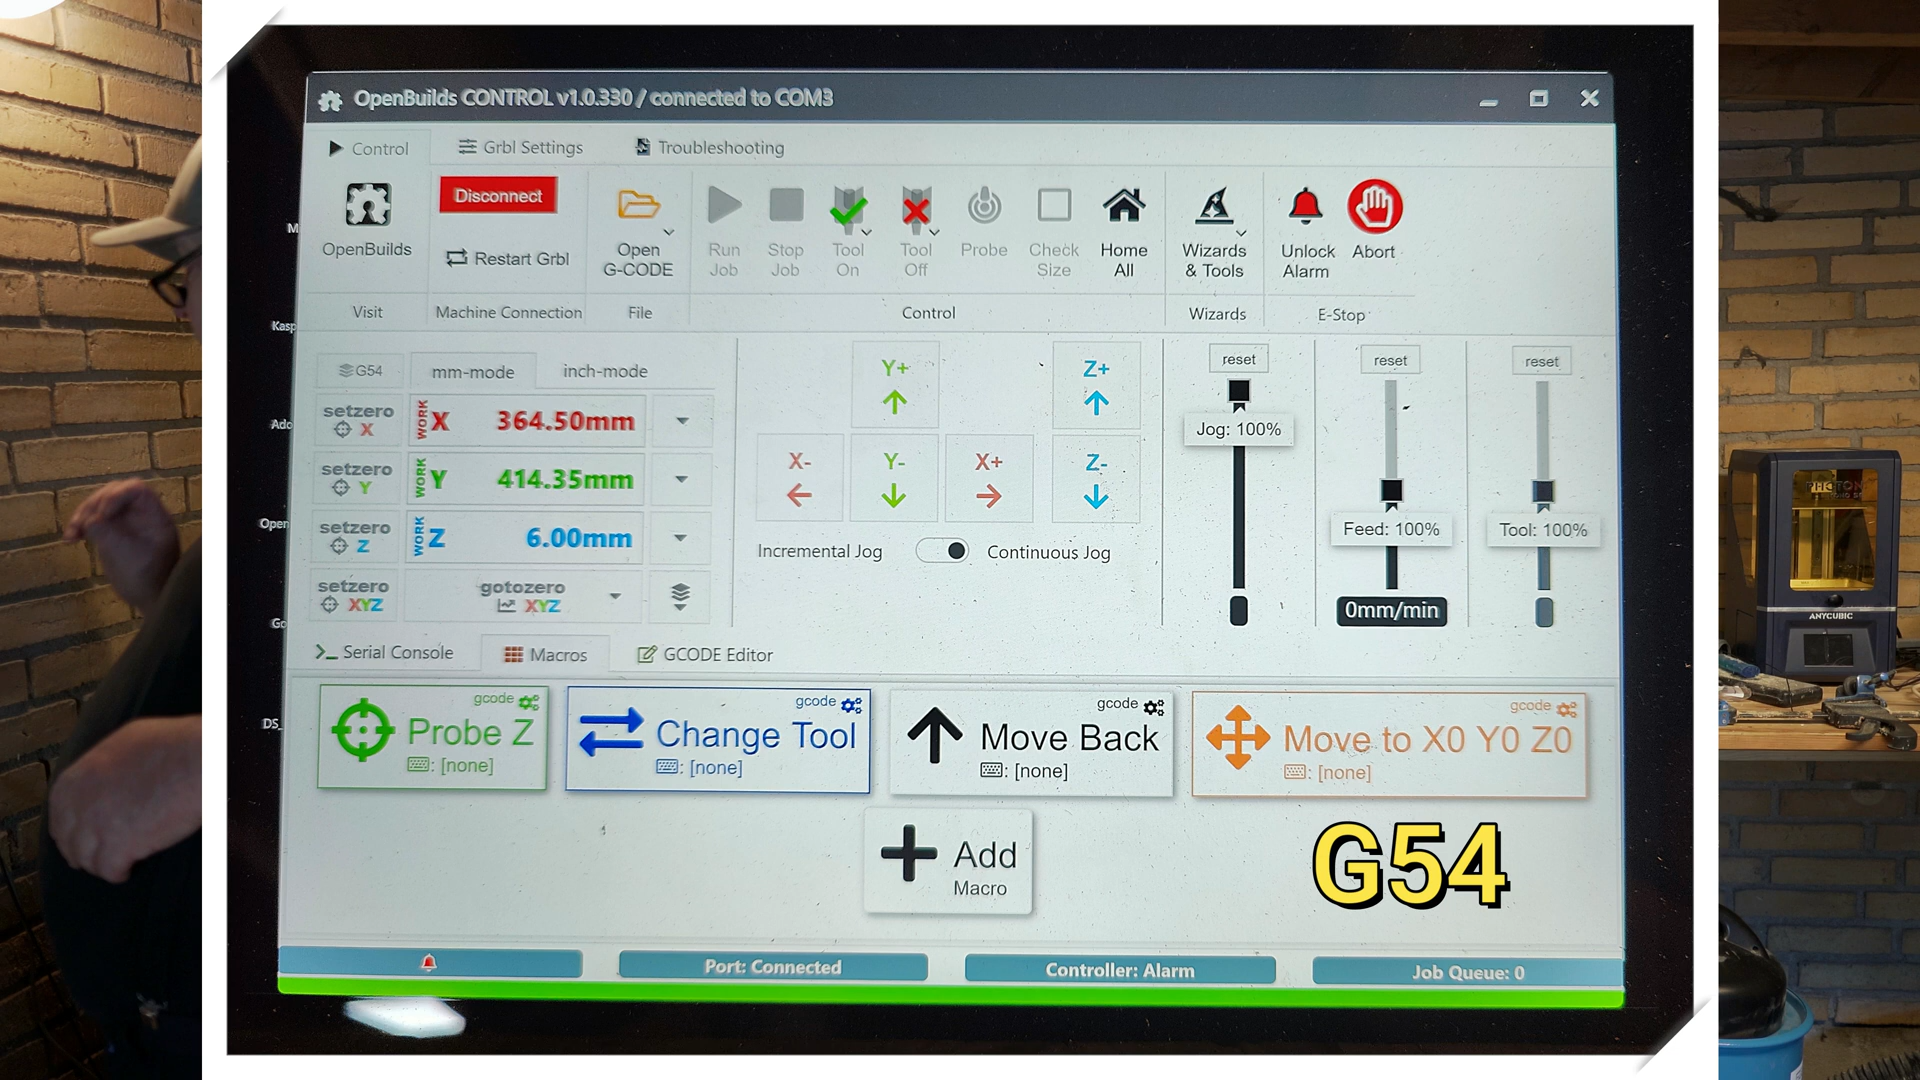 OpenBuilds CONTROL v1.0.330 / connected to COM3
Control
Grbl Settings
Troubleshooting
OpenBuilds
Disconnect
Restart Grbl
Open
G-CODE
Run
Job
Stop
Job
Tool
On
Tool
Off
Probe
Check
Size
Home
All
Wizards
& Tools
Unlock
Alarm
Abort
Visit
Machine Connection
File
Control
Wizards
E-Stop
G54
mm-mode
inch-mode
setzero
X
WORK
X
364.50mm
setzero
Y
WORK
Y
414.35mm
setzero
Z
WORK
Z
6.00mm
setzero
XYZ
gotozero
XYZ
Y+
Z+
X-
Y-
X+
Z-
Incremental Jog
Continuous Jog
reset
Jog: 100%
reset
Feed: 100%
0mm/min
reset
Tool: 100%
Serial Console
Macros
GCODE Editor
gcode
Probe Z
: [none]
gcode
Change Tool
: [none]
gcode
Move Back
: [none]
gcode
Move to X0 Y0 Z0
: [none]
Add
Macro
G54
Port: Connected
Controller: Alarm
Job Queue: 0
M
Kasp
Ado
Open
Go
DS_
PHOTON
ANYCUBIC